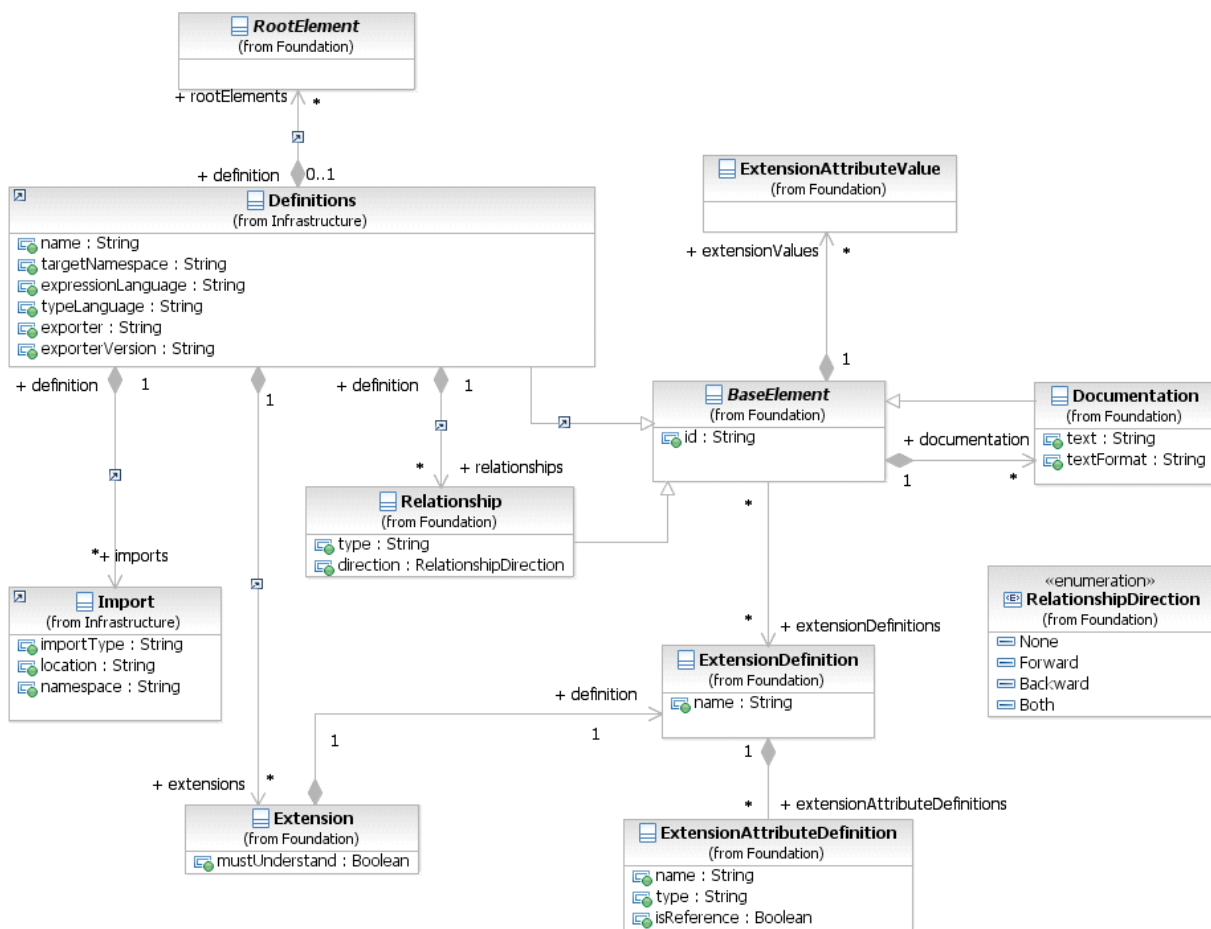 RootElement
(from Foundation)
+ rootElements
*
+ definition
0..1
Definitions
(from Infrastructure)
name : String
targetNamespace : String
expressionLanguage : String
typeLanguage : String
exporter : String
exporterVersion : String
ExtensionAttributeValue
(from Foundation)
+ extensionValues
*
1
+ definition
1
1
+ definition
1
BaseElement
(from Foundation)
id : String
Documentation
(from Foundation)
text : String
textFormat : String
+ documentation
1
*
*
+ relationships
Relationship
(from Foundation)
type : String
direction : RelationshipDirection
*
*+ imports
Import
(from Infrastructure)
importType : String
location : String
namespace : String
«enumeration»
RelationshipDirection
(from Foundation)
None
Forward
Backward
Both
*
+ extensionDefinitions
ExtensionDefinition
(from Foundation)
name : String
+ definition
1
1
1
+ extensions
*
Extension
(from Foundation)
mustUnderstand : Boolean
*
+ extensionAttributeDefinitions
ExtensionAttributeDefinition
(from Foundation)
name : String
type : String
isReference : Boolean